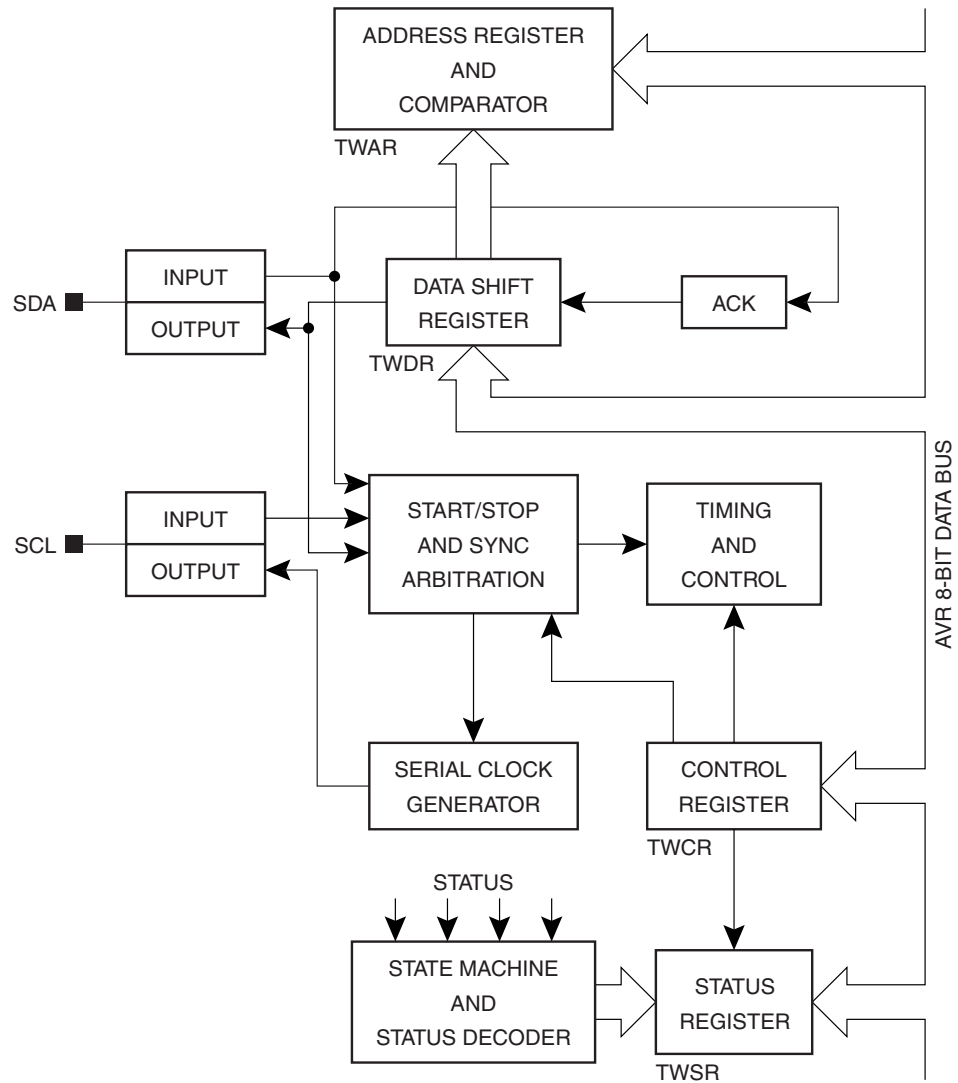 ADDRESS REGISTER
AND
COMPARATOR
TWAR
INPUT
SDA
OUTPUT
DATA SHIFT
REGISTER
TWDR
ACK
INPUT
SCL
OUTPUT
START/STOP
AND SYNC
ARBITRATION
TIMING
AND
CONTROL
AVR 8-BIT DATA BUS
SERIAL CLOCK
GENERATOR
CONTROL
REGISTER
TWCR
STATUS
STATE MACHINE
AND
STATUS DECODER
STATUS
REGISTER
TWSR